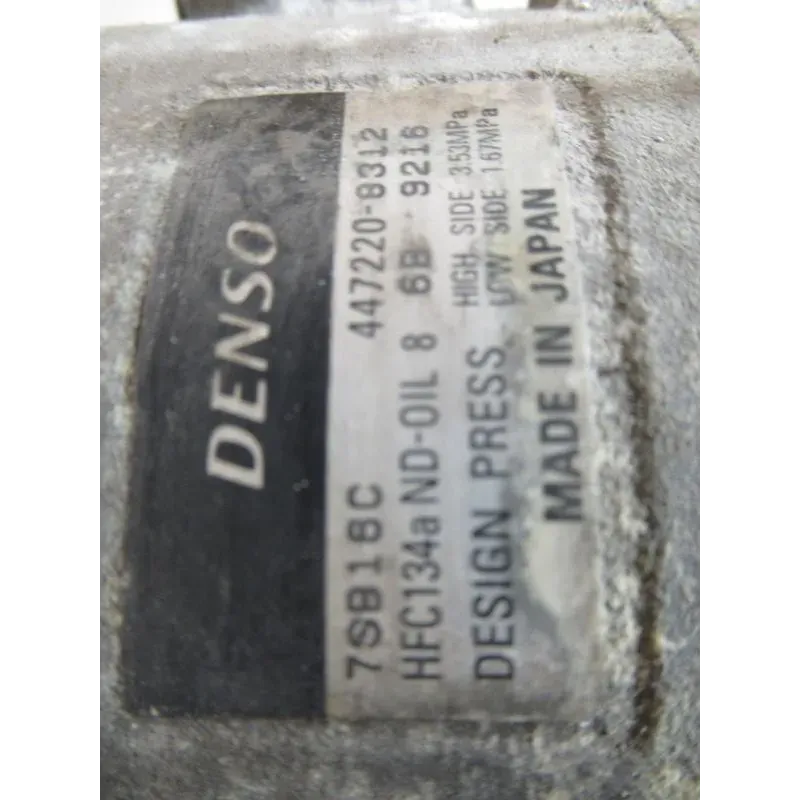 DENSO
7SB16C 447220-8312
HFC134a ND-OIL 8 6B 9216
DESIGN PRESS HIGH SIDE 3.53MPa
LOW SIDE 1.67MPa
MADE IN JAPAN